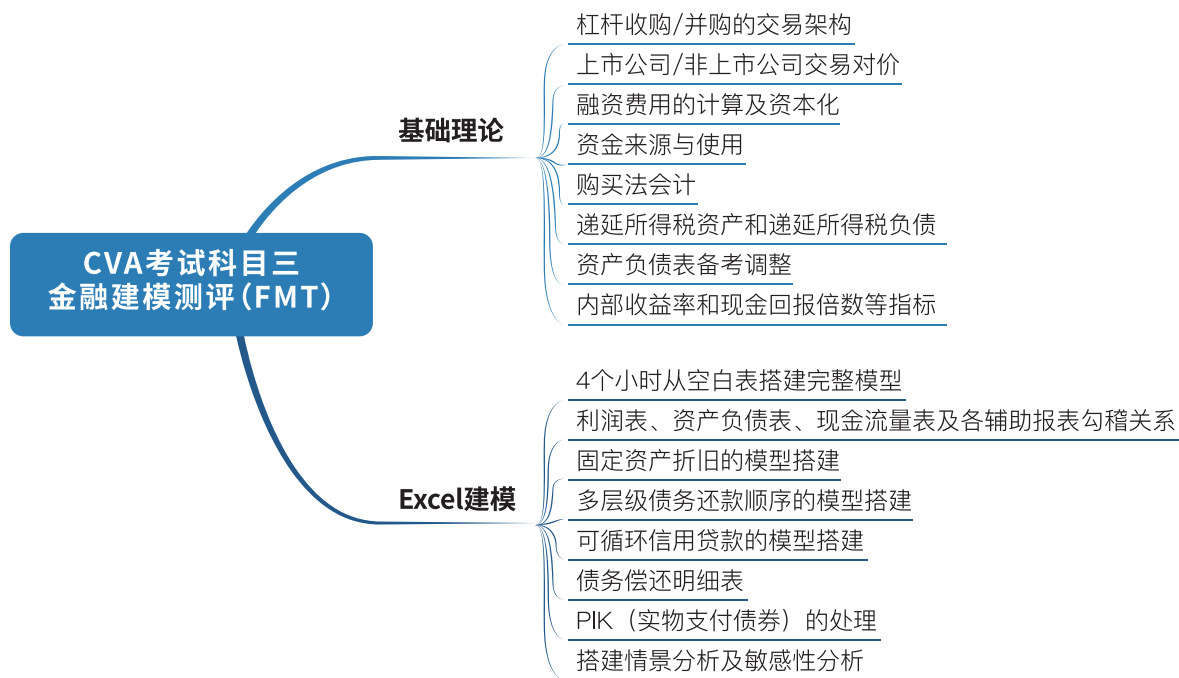 CVA考试科目三
金融建模测评(FMT)
基础理论
杠杆收购/并购的交易架构
上市公司/非上市公司交易对价
融资费用的计算及资本化
资金来源与使用
购买法会计
递延所得税资产和递延所得税负债
资产负债表备考调整
内部收益率和现金回报倍数等指标
Excel建模
4个小时从空白表搭建完整模型
利润表、资产负债表、现金流量表及各辅助报表勾稽关系
固定资产折旧的模型搭建
多层级债务还款顺序的模型搭建
可循环信用贷款的模型搭建
债务偿还明细表
PIK（实物支付债券）的处理
搭建情景分析及敏感性分析